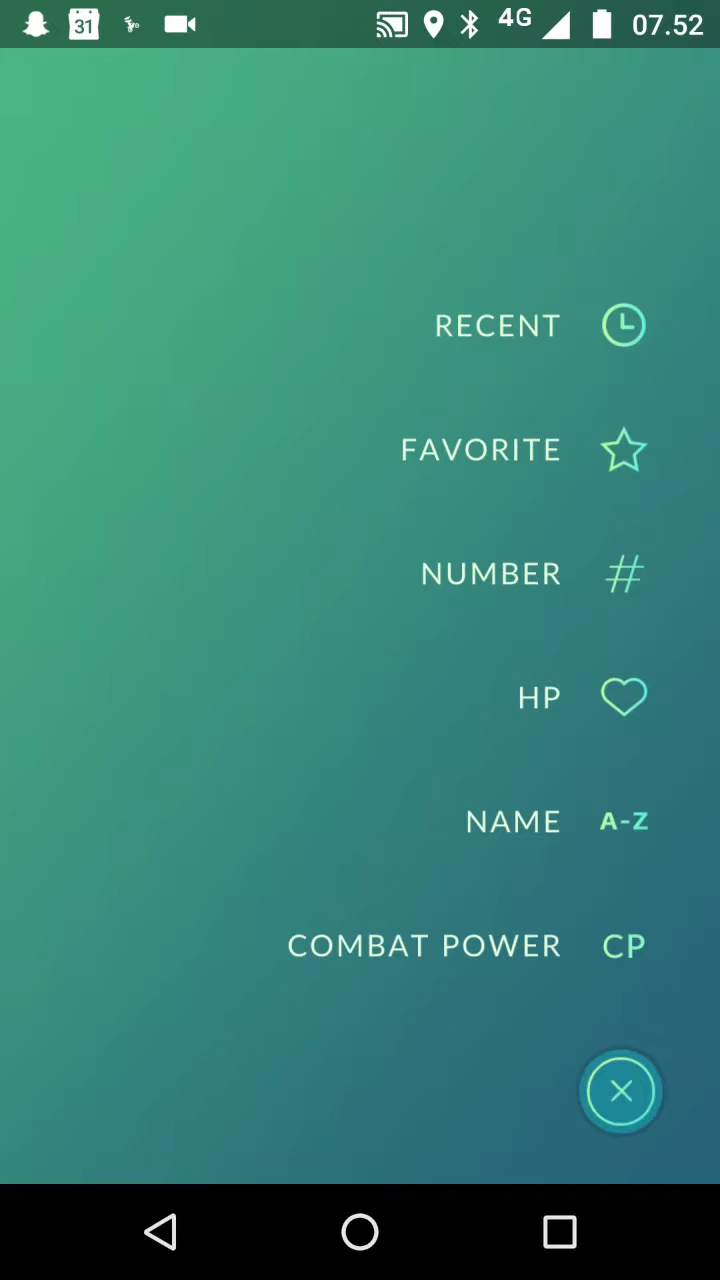 31 4G 07.52
RECENT
FAVORITE
NUMBER #
HP
NAME A-Z
COMBAT POWER CP